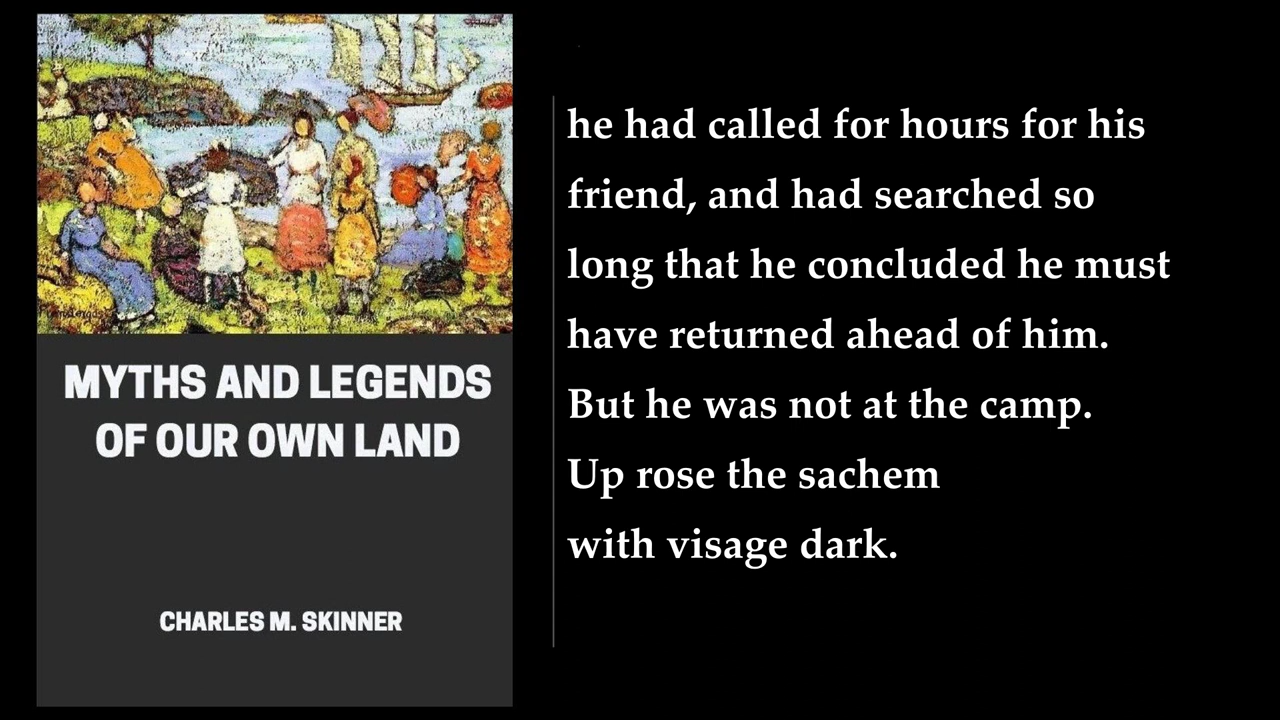 MYTHS AND LEGENDS
OF OUR OWN LAND
CHARLES M. SKINNER
he had called for hours for his
friend, and had searched so
long that he concluded he must
have returned ahead of him.
But he was not at the camp.
Up rose the sachem
with visage dark.